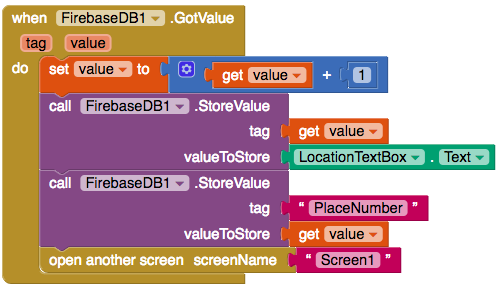 when FirebaseDB1 .GotValue
tag value
do set value to get value + 1
call FirebaseDB1 .StoreValue
tag get value
valueToStore LocationTextBox . Text
call FirebaseDB1 .StoreValue
tag “ PlaceNumber ”
valueToStore get value
open another screen screenName “ Screen1 ”